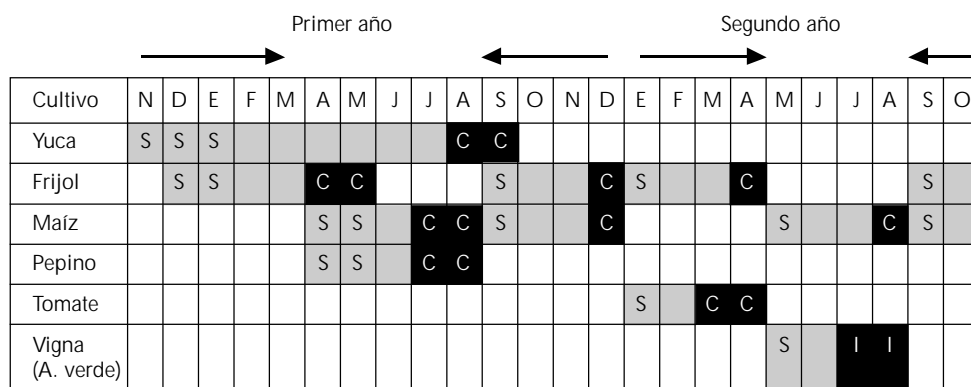 Primer año Segundo año
Cultivo N D E F M A M J J A S O N D E F M A M J J A S O
Yuca S S S C C
Frijol S S C C S C S C S
Maíz S S C C S C S C S
Pepino S S C C
Tomate S C C
Vigna S I I
(A. verde)